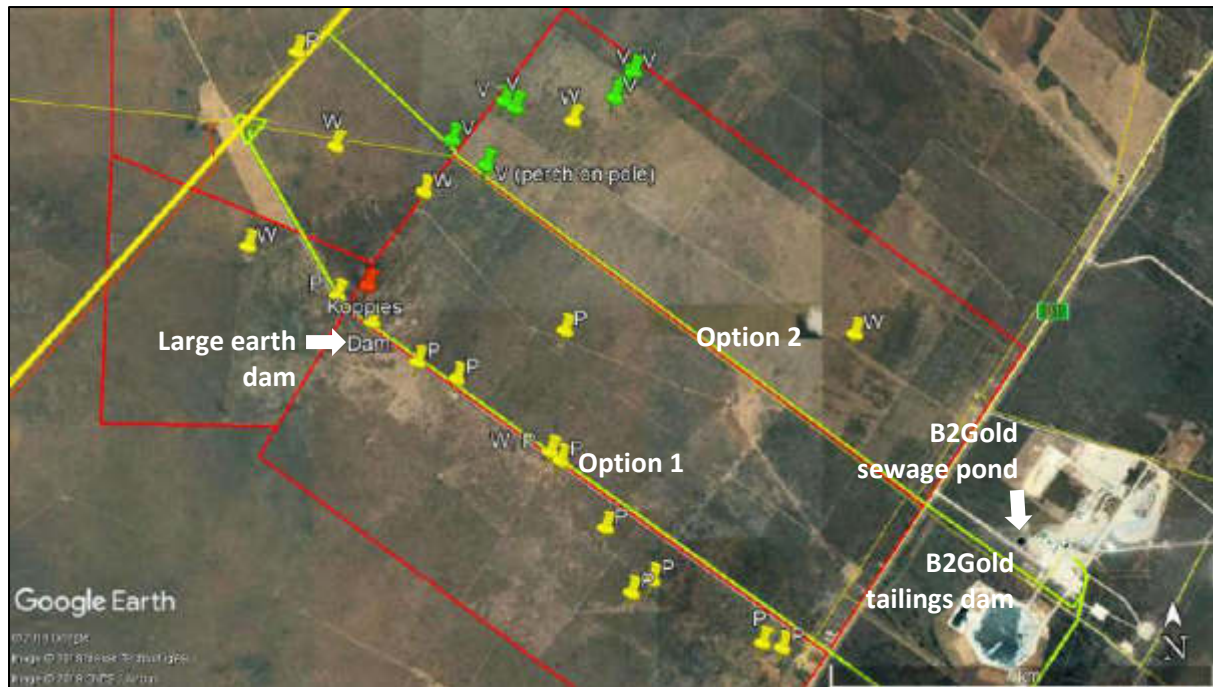 P
V
V
V
V
W
W
V
V (perch on pole)
W
W
P
Koppies
Large earth
dam
Dam
P
Option 2
W
P
P
B2Gold
sewage pond
W
P
P
Option 1
P
B2Gold
tailings dam
P
P
P
P
Google Earth
N